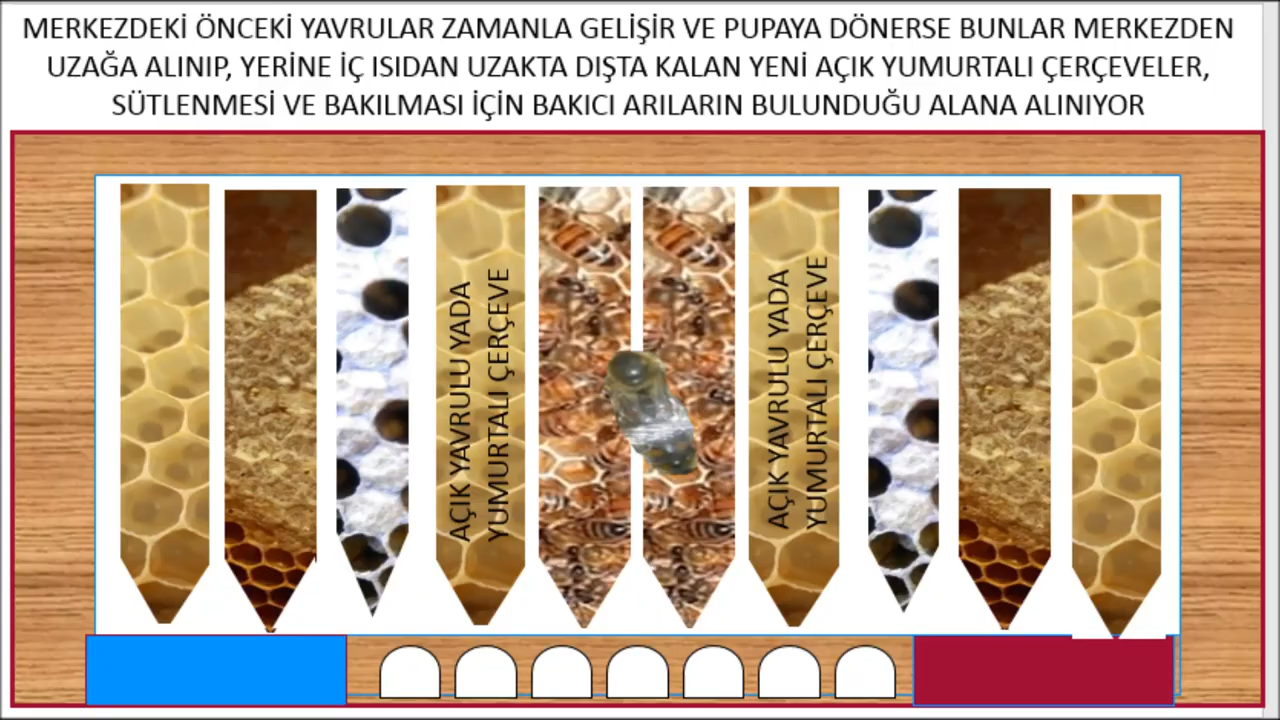 MERKEZDEKİ ÖNCEKİ YAVRULAR ZAMANLA GELİŞİR VE PUPAYA DÖNERSE BUNLAR MERKEZDEN
UZAĞA ALINIP, YERİNE İÇ ISIDAN UZAKTA DIŞTA KALAN YENİ AÇIK YUMURTALI ÇERÇEVELER,
SÜTLENMESİ VE BAKILMASI İÇİN BAKICI ARILARIN BULUNDUĞU ALANA ALINIYOR
AÇIK YAVRULU YADA
YUMURTALI ÇERÇEVE
AÇIK YAVRULU YADA
YUMURTALI ÇERÇEVE